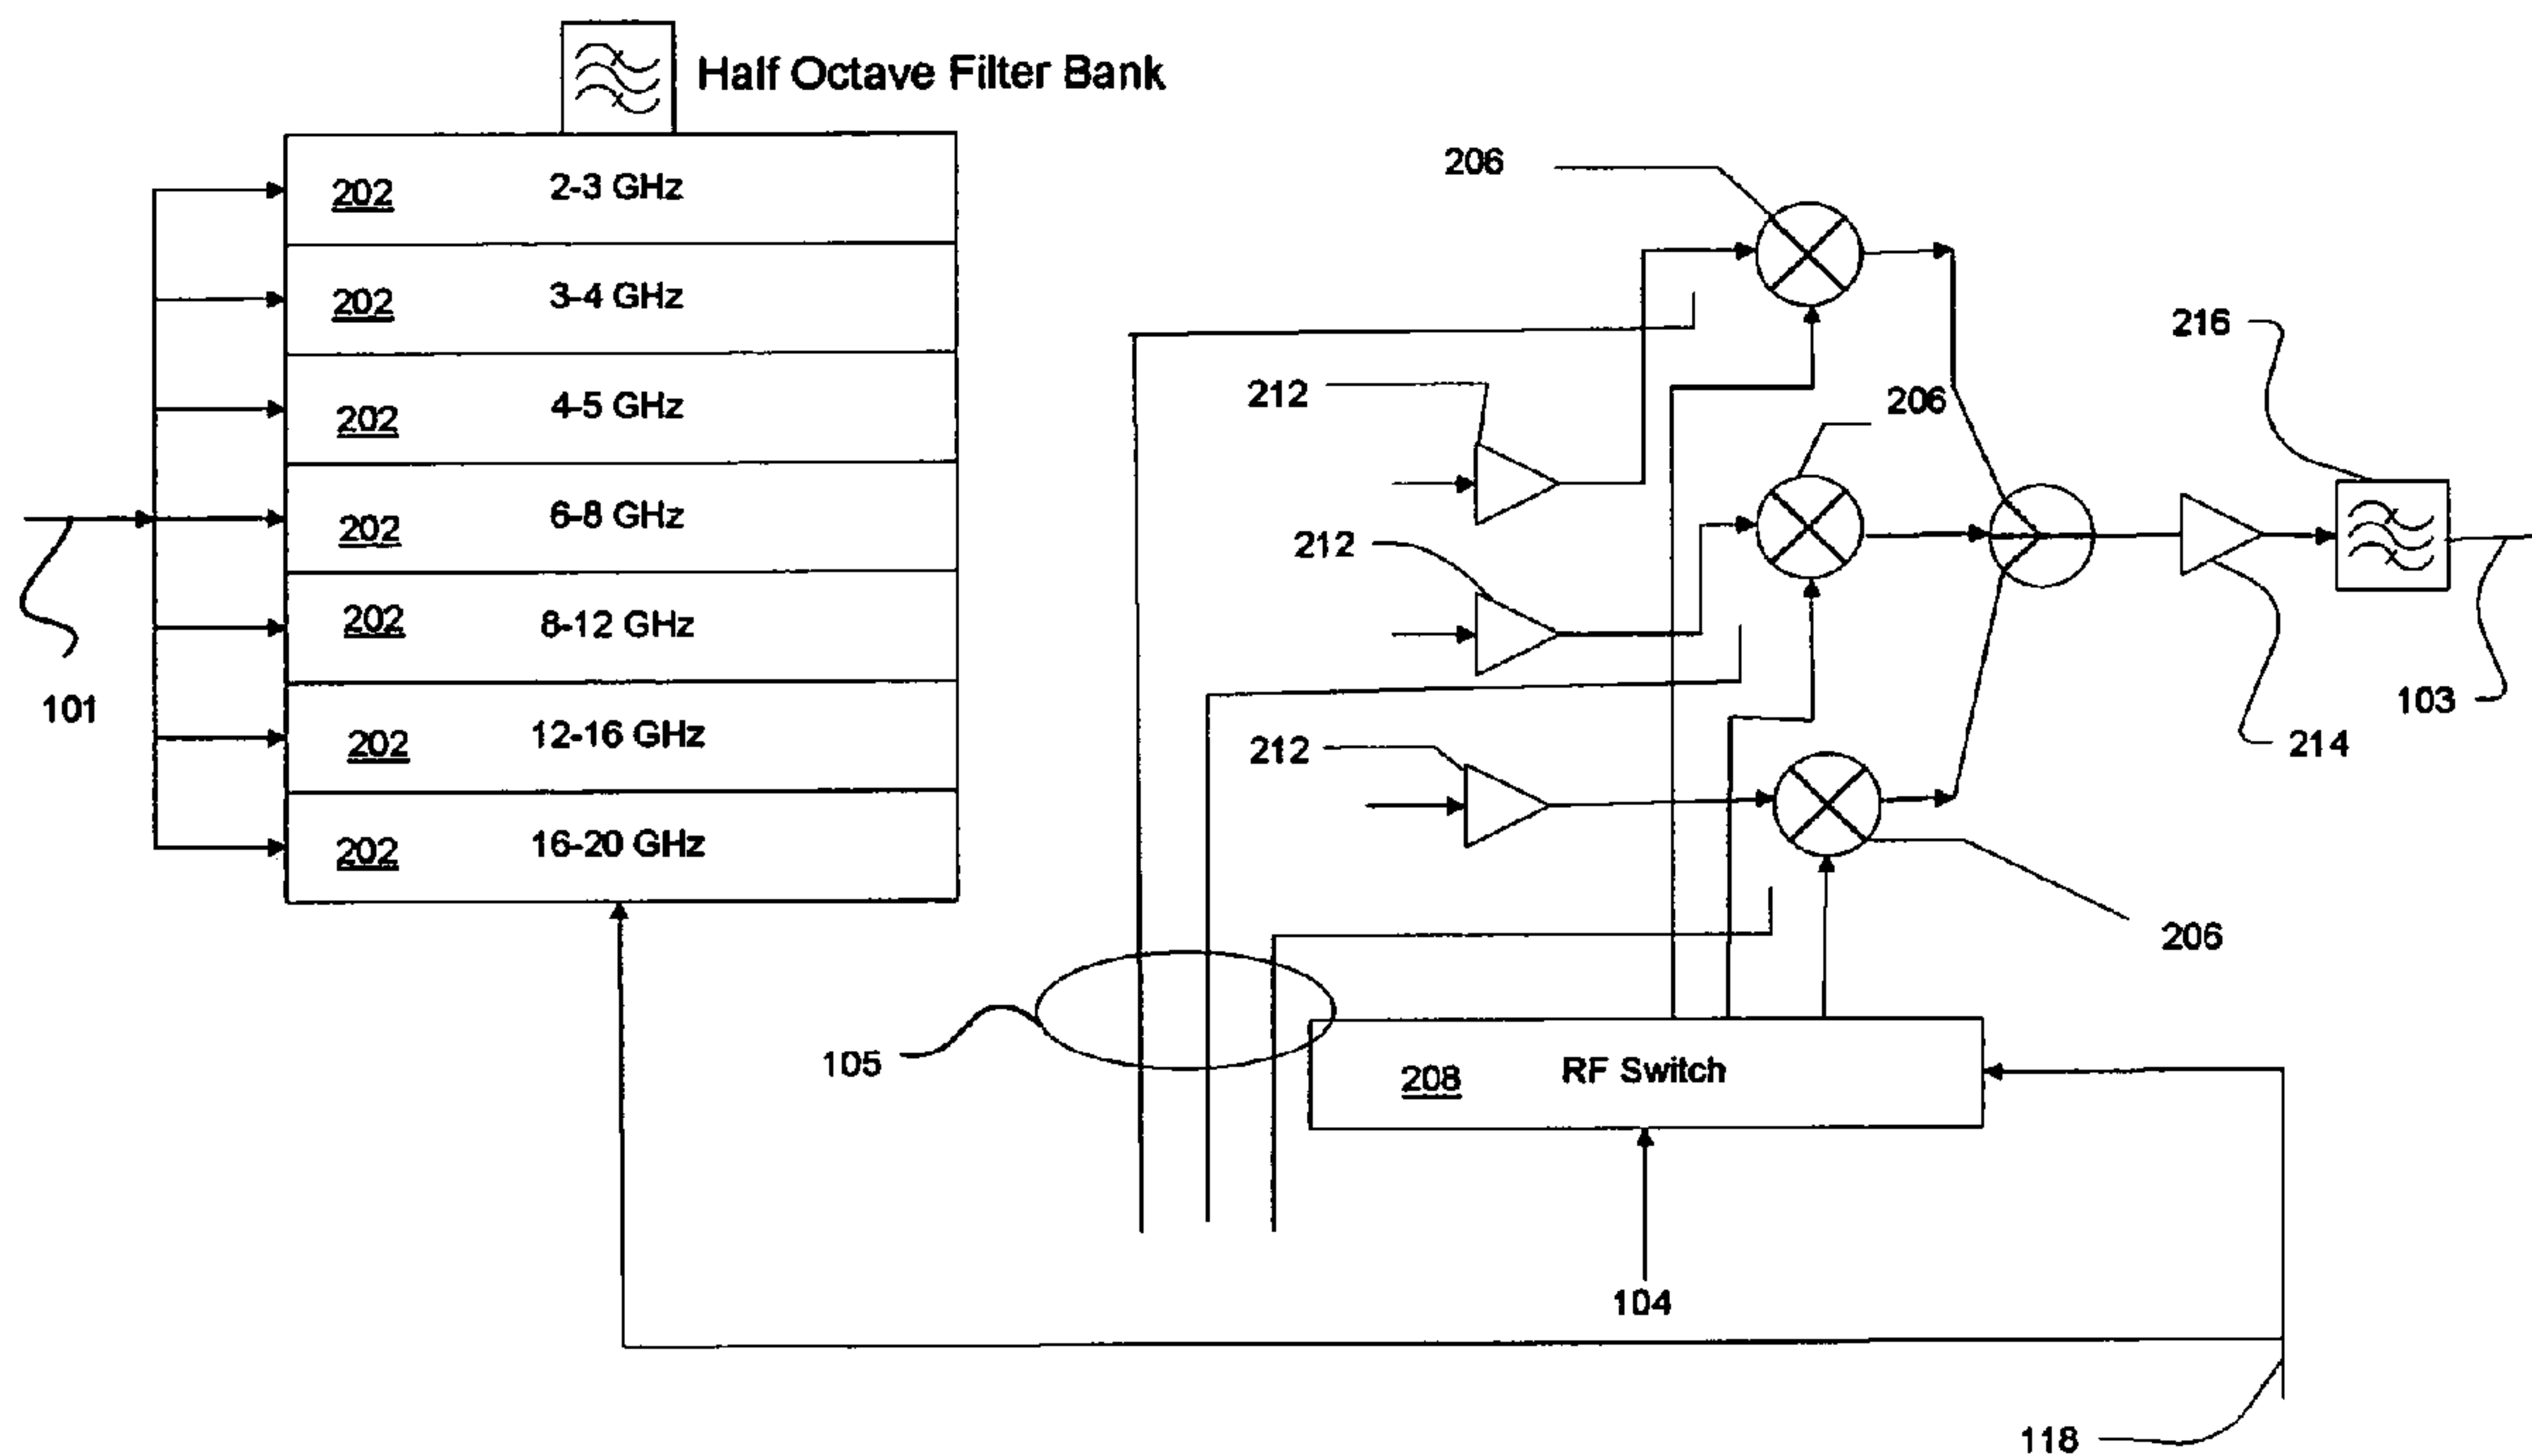 Half Octave Filter Bank
202 2-3 GHz
202 3-4 GHz
202 4-5 GHz
202 6-8 GHz
202 8-12 GHz
202 12-16 GHz
202 16-20 GHz
101
206
212
206
216
212
212
103
214
206
105
208 RF Switch
104
118